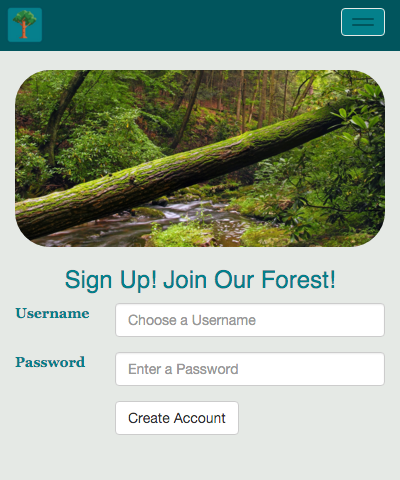 Sign Up! Join Our Forest!
Username
Choose a Username
Password
Enter a Password
Create Account